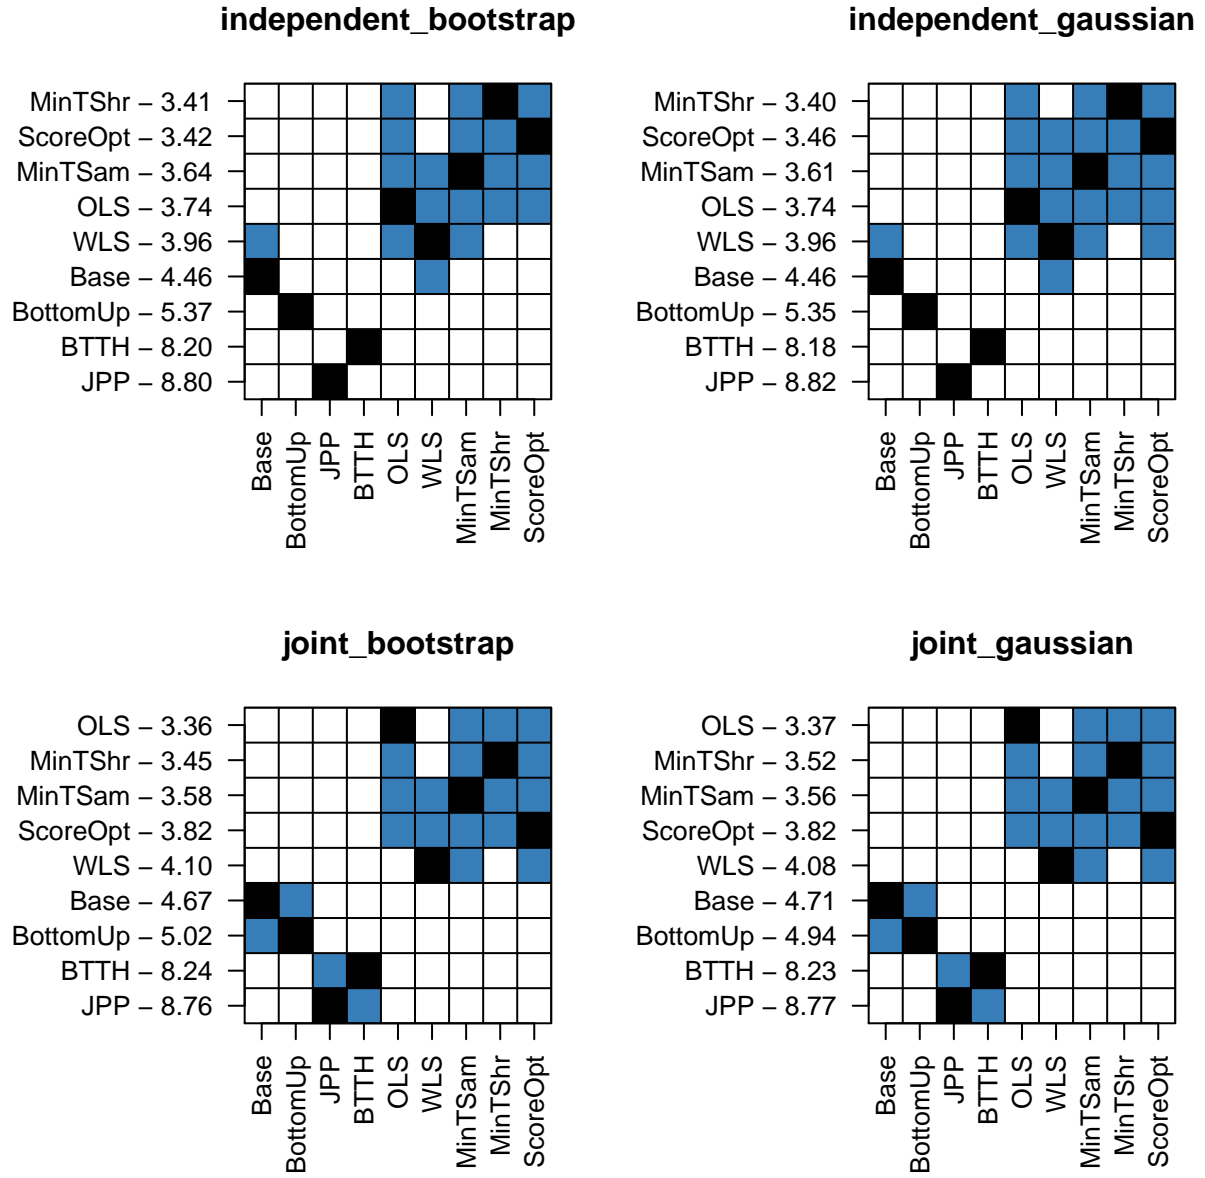 independent_bootstrap
MinTShr – 3.41
ScoreOpt – 3.42
MinTSam – 3.64
OLS – 3.74
WLS – 3.96
Base – 4.46
BottomUp – 5.37
BTTH – 8.20
JPP – 8.80
Base
BottomUp
JPP
BTTH
OLS
WLS
MinTSam
MinTShr
ScoreOpt
independent_gaussian
MinTShr – 3.40
ScoreOpt – 3.46
MinTSam – 3.61
OLS – 3.74
WLS – 3.96
Base – 4.46
BottomUp – 5.35
BTTH – 8.18
JPP – 8.82
Base
BottomUp
JPP
BTTH
OLS
WLS
MinTSam
MinTShr
ScoreOpt
joint_bootstrap
OLS – 3.36
MinTShr – 3.45
MinTSam – 3.58
ScoreOpt – 3.82
WLS – 4.10
Base – 4.67
BottomUp – 5.02
BTTH – 8.24
JPP – 8.76
Base
BottomUp
JPP
BTTH
OLS
WLS
MinTSam
MinTShr
ScoreOpt
joint_gaussian
OLS – 3.37
MinTShr – 3.52
MinTSam – 3.56
ScoreOpt – 3.82
WLS – 4.08
Base – 4.71
BottomUp – 4.94
BTTH – 8.23
JPP – 8.77
Base
BottomUp
JPP
BTTH
OLS
WLS
MinTSam
MinTShr
ScoreOpt